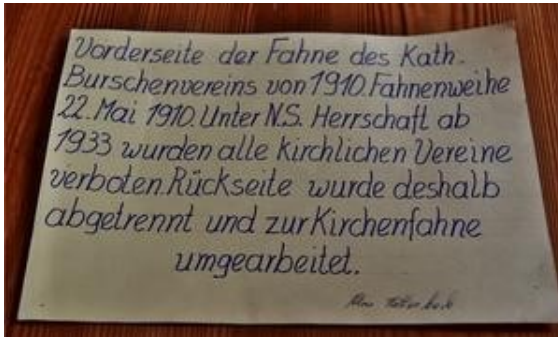 Vorderseite der Fahne des Kath.
Burschenvereins von 1910. Fahnenweihe
22. Mai 1910. Unter N.S. Herrschaft ab
1933 wurden alle kirchlichen Vereine
verboten. Rückseite wurde deshalb
abgetrennt und zur Kirchenfahne
umgearbeitet.